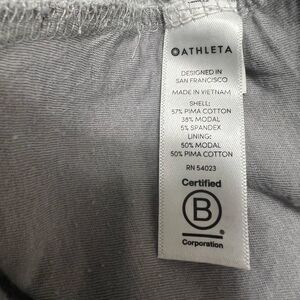 ATHLETA
DESIGNED IN
SAN FRANCISCO
MADE IN VIETNAM
SHELL:
57% PIMA COTTON
38% MODAL
5% SPANDEX
LINING:
50% MODAL
50% PIMA COTTON
RN 54023
Certified
B
Corporation